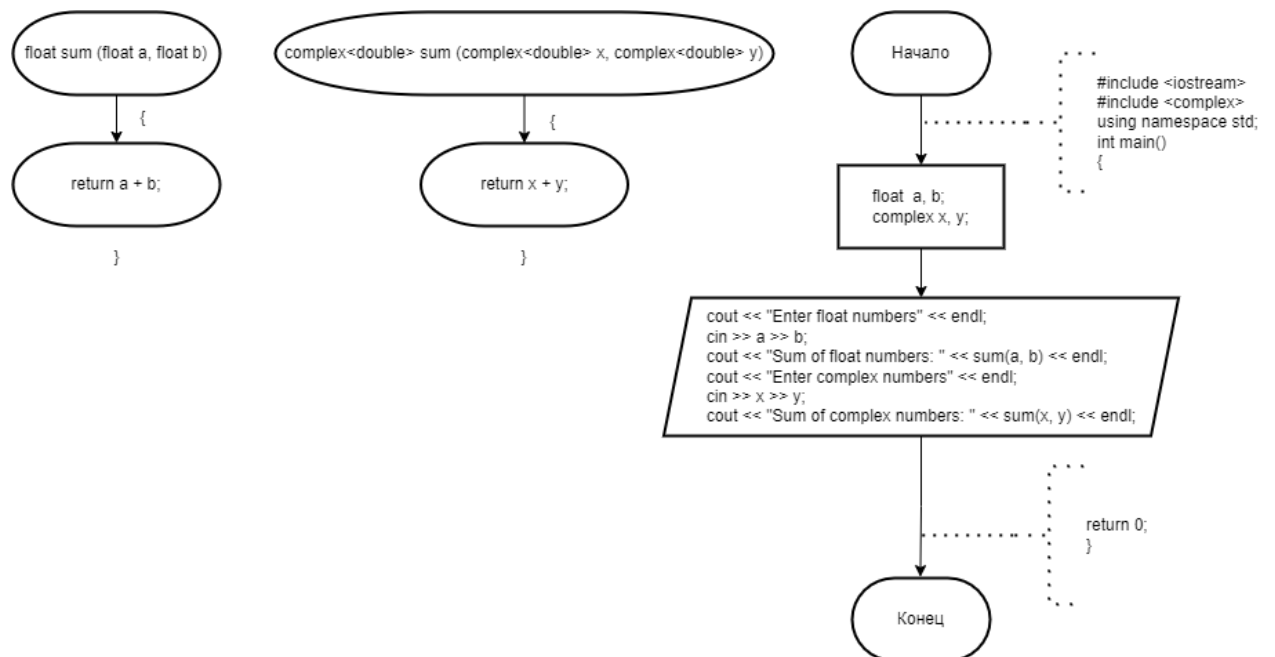 float sum (float a, float b)
{
return a + b;
}
complex<double> sum (complex<double> x, complex<double> y)
{
return x + y;
}
Начало
#include <iostream>
#include <complex>
using namespace std;
int main()
{
float  a, b;
complex x, y;
cout << "Enter float numbers" << endl;
cin >> a >> b;
cout << "Sum of float numbers: " << sum(a, b) << endl;
cout << "Enter complex numbers" << endl;
cin >> x >> y;
cout << "Sum of complex numbers: " << sum(x, y) << endl;
return 0;
}
Конец